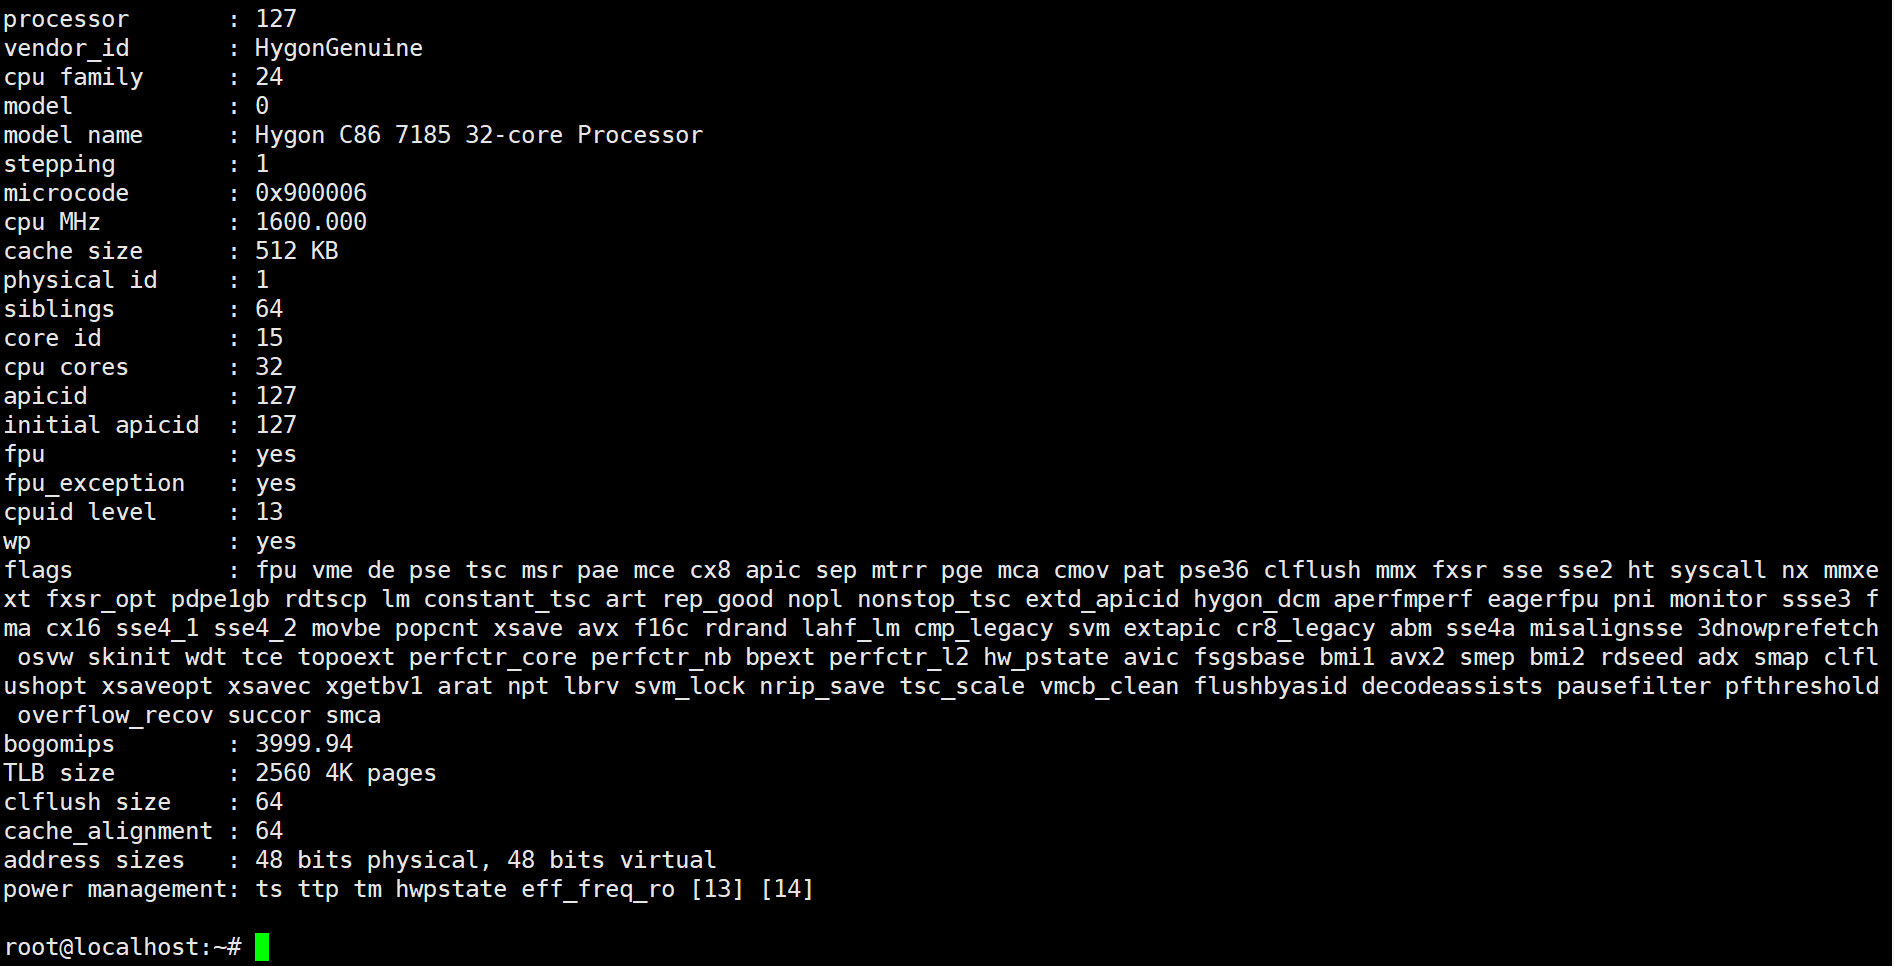 processor       : 127
vendor_id       : HygonGenuine
cpu family      : 24
model           : 0
model name      : Hygon C86 7185 32-core Processor
stepping        : 1
microcode       : 0x900006
cpu MHz         : 1600.000
cache size      : 512 KB
physical id     : 1
siblings        : 64
core id         : 15
cpu cores       : 32
apicid          : 127
initial apicid  : 127
fpu             : yes
fpu_exception   : yes
cpuid level     : 13
wp              : yes
flags           : fpu vme de pse tsc msr pae mce cx8 apic sep mtrr pge mca cmov pat pse36 clflush mmx fxsr sse sse2 ht syscall nx mmxe
xt fxsr_opt pdpe1gb rdtscp lm constant_tsc art rep_good nopl nonstop_tsc extd_apicid hygon_dcm aperfmperf eagerfpu pni monitor ssse3 f
ma cx16 sse4_1 sse4_2 movbe popcnt xsave avx f16c rdrand lahf_lm cmp_legacy svm extapic cr8_legacy abm sse4a misalignsse 3dnowprefetch
 osvw skinit wdt tce topoext perfctr_core perfctr_nb bpext perfctr_l2 hw_pstate avic fsgsbase bmi1 avx2 smep bmi2 rdseed adx smap clfl
ushopt xsaveopt xsavec xgetbv1 arat npt lbrv svm_lock nrip_save tsc_scale vmcb_clean flushbyasid decodeassists pausefilter pfthreshold
 overflow_recov succor smca
bogomips        : 3999.94
TLB size        : 2560 4K pages
clflush size    : 64
cache_alignment : 64
address sizes   : 48 bits physical, 48 bits virtual
power management: ts ttp tm hwpstate eff_freq_ro [13] [14]
root@localhost:~#